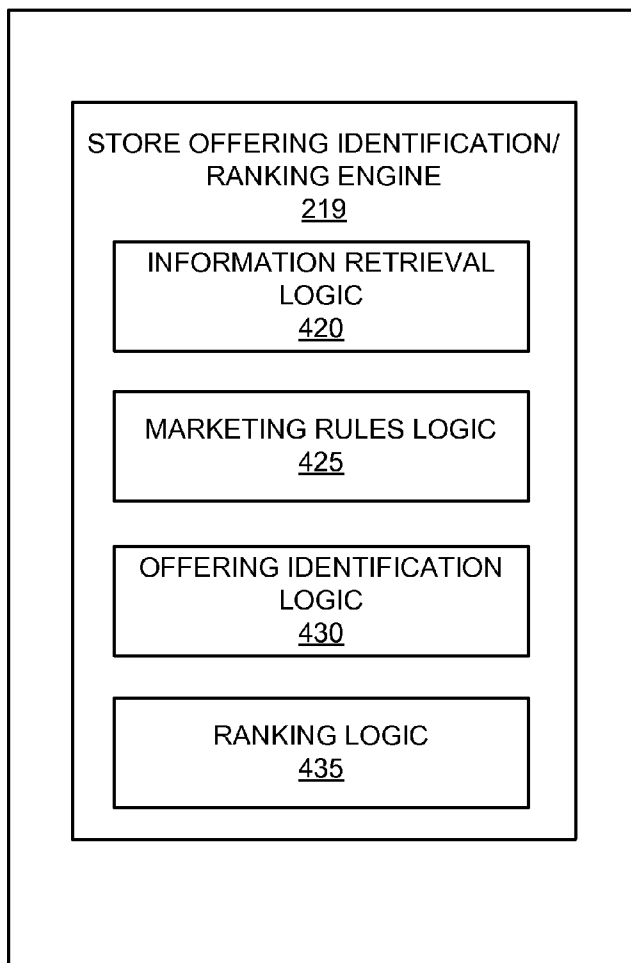 STORE OFFERING IDENTIFICATION/
RANKING ENGINE
219
INFORMATION RETRIEVAL
LOGIC
420
MARKETING RULES LOGIC
425
OFFERING IDENTIFICATION
LOGIC
430
RANKING LOGIC
435